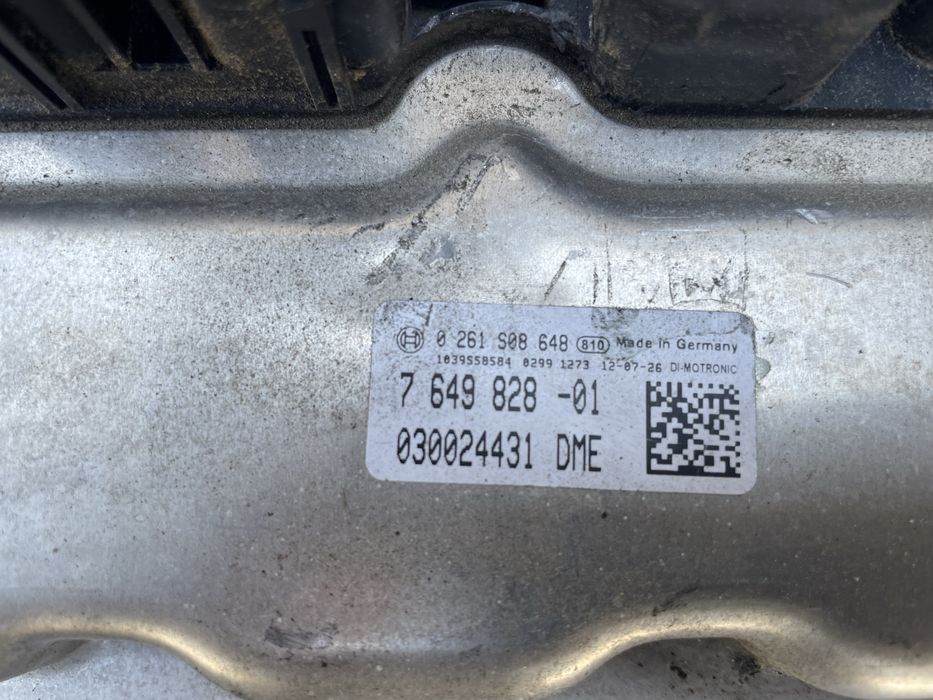 0 261 S08 648 810 Made in Germany
1039S58584 0299 1273 12-07-26 DI-MOTRONIC
7 649 828 -01
030024431 DME